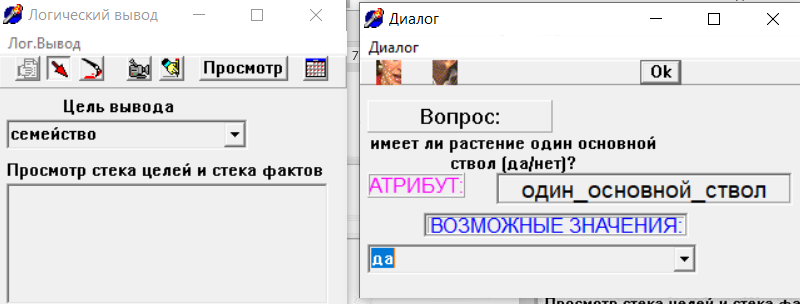 Логический вывод
Лог.Вывод
Просмотр
Цель вывода
семейство
Просмотр стека целей и стека фактов
7
Диалог
Диалог
Ok
Вопрос:
имеет ли растение один основной
ствол (да/нет)?
АТРИБУТ:
один_основной_ствол
ВОЗМОЖНЫЕ ЗНАЧЕНИЯ:
да
Просмотр стека целей и стека фа